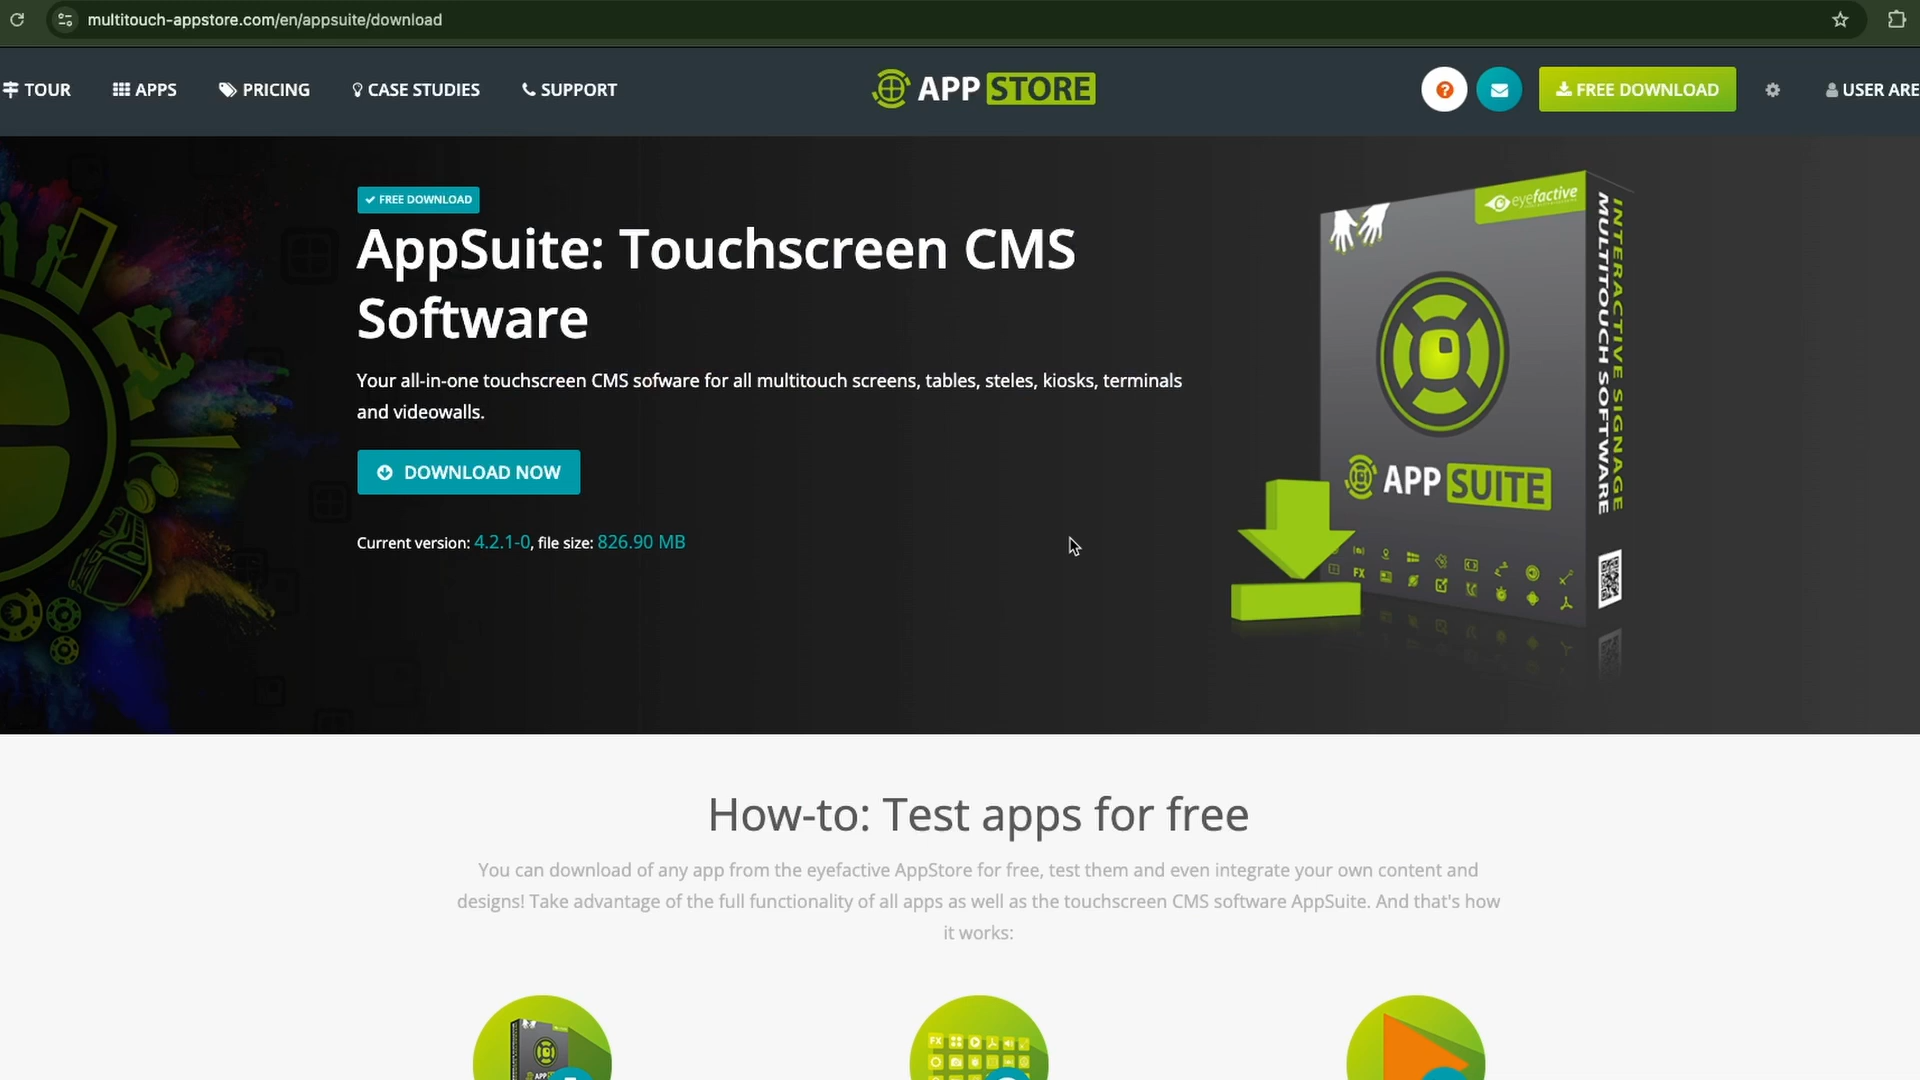 multitouch-appstore.com/en/appsuite/download
TOUR
APPS
PRICING
CASE STUDIES
SUPPORT
APP STORE
?
FREE DOWNLOAD
USER ARE
FREE DOWNLOAD
AppSuite: Touchscreen CMS
Software
Your all-in-one touchscreen CMS sofware for all multitouch screens, tables, steles, kiosks, terminals
and videowalls.
DOWNLOAD NOW
Current version: 4.2.1-0, file size: 826.90 MB
eyefactive
APP SUITE
FX
INTERACTIVE SIGNAGE
MULTITOUCH SOFTWARE
How-to: Test apps for free
You can download of any app from the eyefactive AppStore for free, test them and even integrate your own content and
designs! Take advantage of the full functionality of all apps as well as the touchscreen CMS software AppSuite. And that's how
it works:
FX